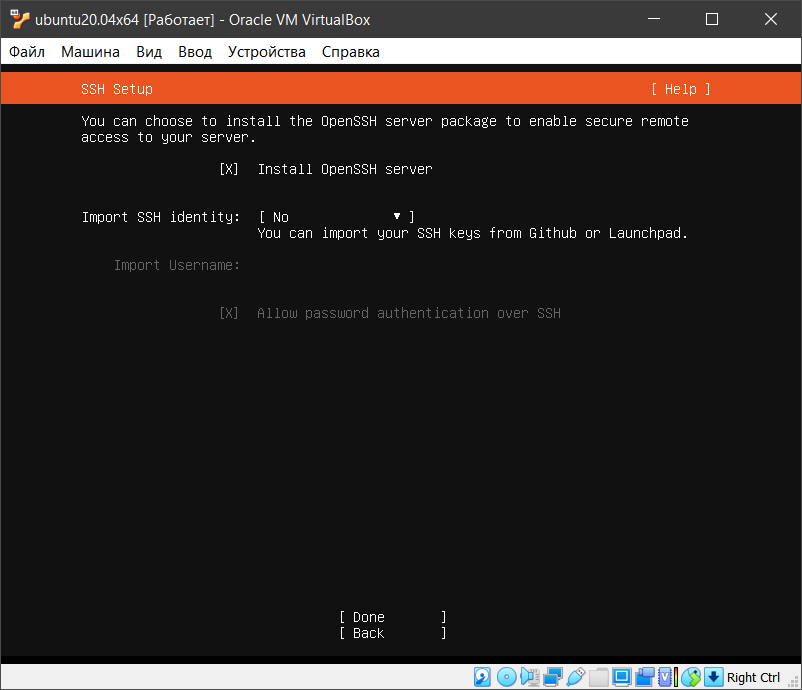 ubuntu20.04x64 [Работает] - Oracle VM VirtualBox
Файл Машина Вид Ввод Устройства Справка
SSH Setup [ Help ]
You can choose to install the OpenSSH server package to enable secure remote
access to your server.
[X] Install OpenSSH server
Import SSH identity: [ No ▾ ]
You can import your SSH keys from Github or Launchpad.
Import Username:
[X] Allow password authentication over SSH
[ Done ]
[ Back ]
Right Ctrl